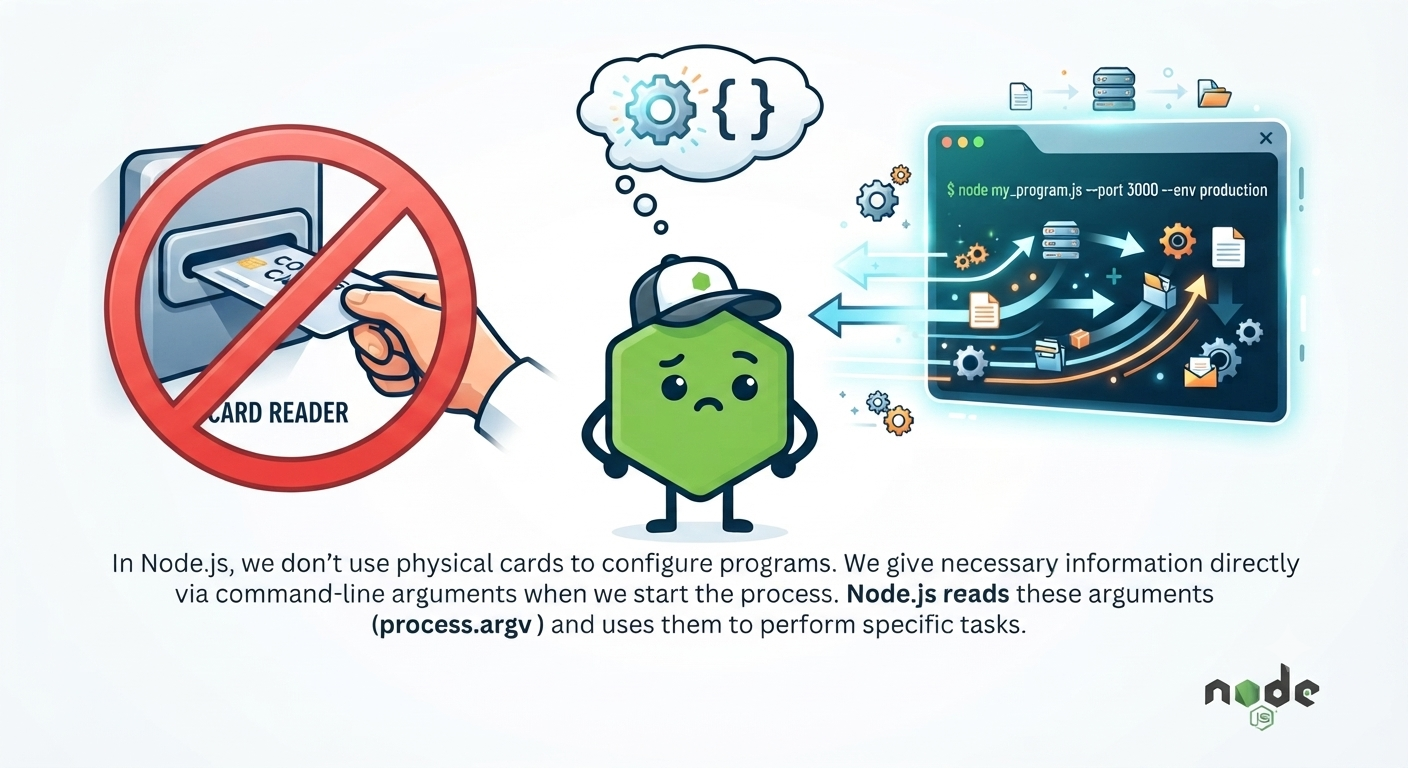 {}
$ node my_program.js --port 3000 --env production
CARD READER
In Node.js, we don't use physical cards to configure programs. We give necessary information directly
via command-line arguments when we start the process. Node.js reads these arguments
(process.argv ) and uses them to perform specific tasks.
node
JS